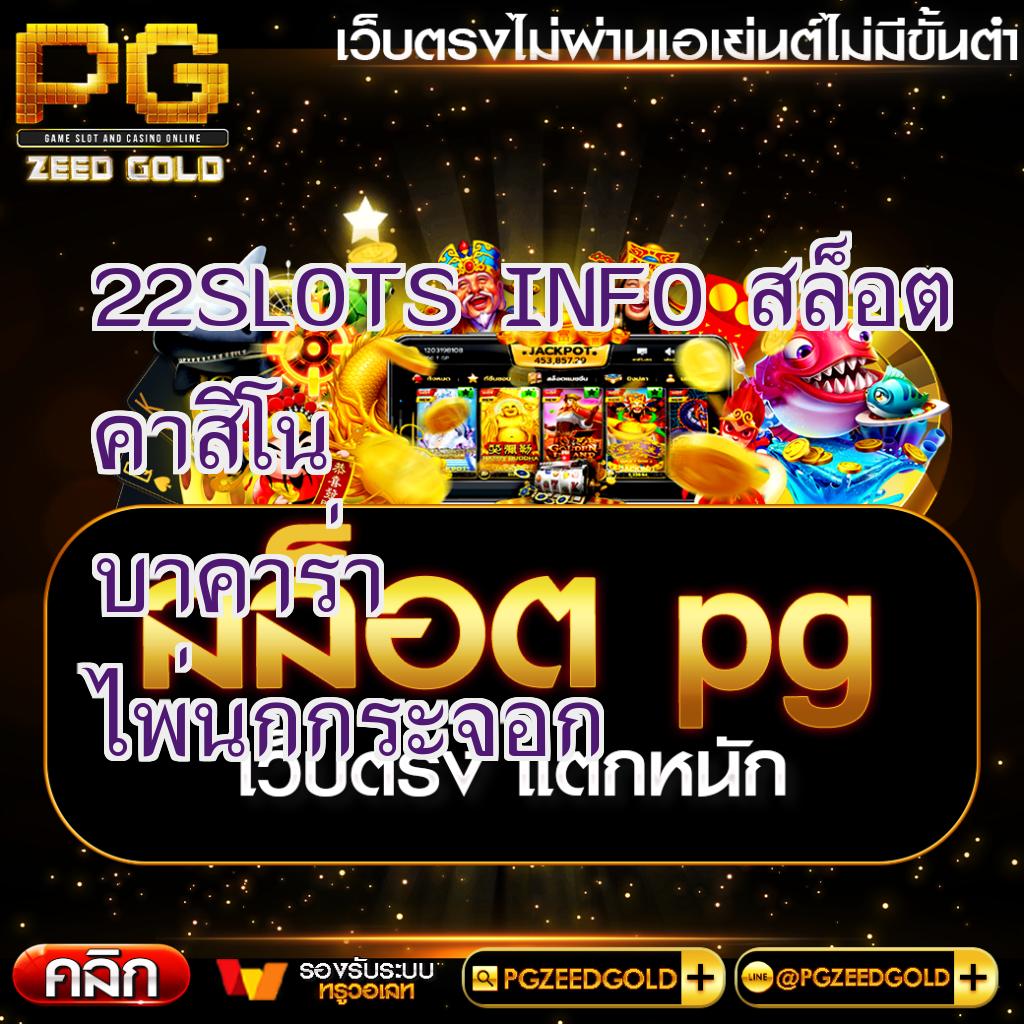 เว็บตรงไม่ผ่านเอเย่นต์ไม่มีขั้นต่ำ
PG
GAME SLOT AND CASINO ONLINE
ZEED GOLD
22SLOTS INFO สล็อต
JACKPOT
453,857.79
1203198108
คาสิโน
บาคาร่า
สล็อต pg
ไพ่นกกระจอก
เว็บตรง แตกหนัก
คลิก
รองรับระบบ
ทรูวอเลท
PGZEEDGOLD +
LINE @PGZEEDGOLD +